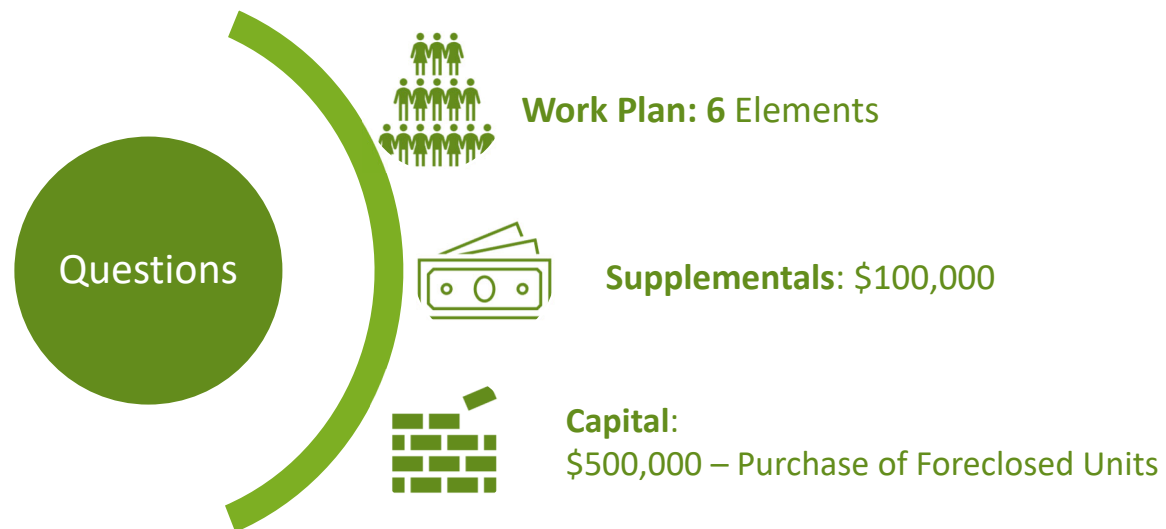 Work Plan: 6 Elements
Questions
Supplementals: $100,000
Capital:
$500,000 – Purchase of Foreclosed Units